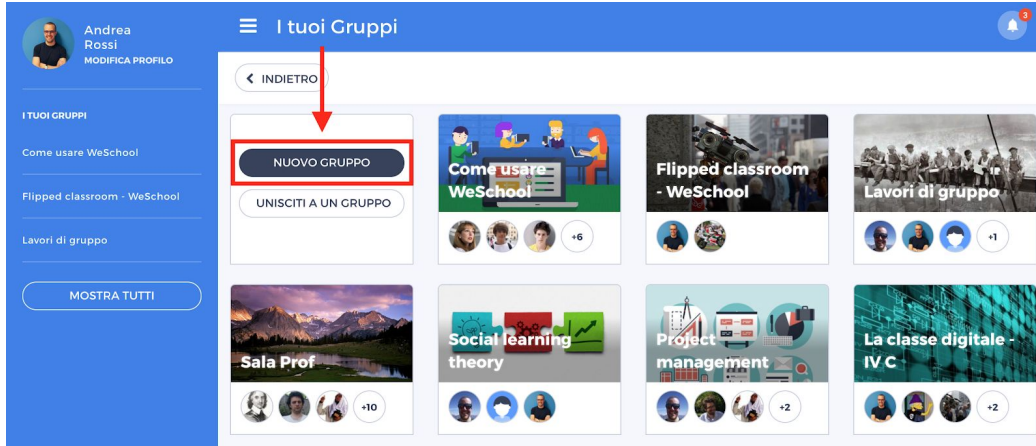 Andrea
Rossi
MODIFICA PROFILO
I TUOI GRUPPI
Come usare WeSchool
Flipped classroom - WeSchool
Lavori di gruppo
MOSTRA TUTTI
I tuoi Gruppi
3
INDIETRO
NUOVO GRUPPO
UNISCITI A UN GRUPPO
Come usare
WeSchool
+6
Flipped classroom
- WeSchool
Lavori di gruppo
+1
Sala Prof
+10
Social learning
theory
Project
management
+2
La classe digitale -
IV C
+2